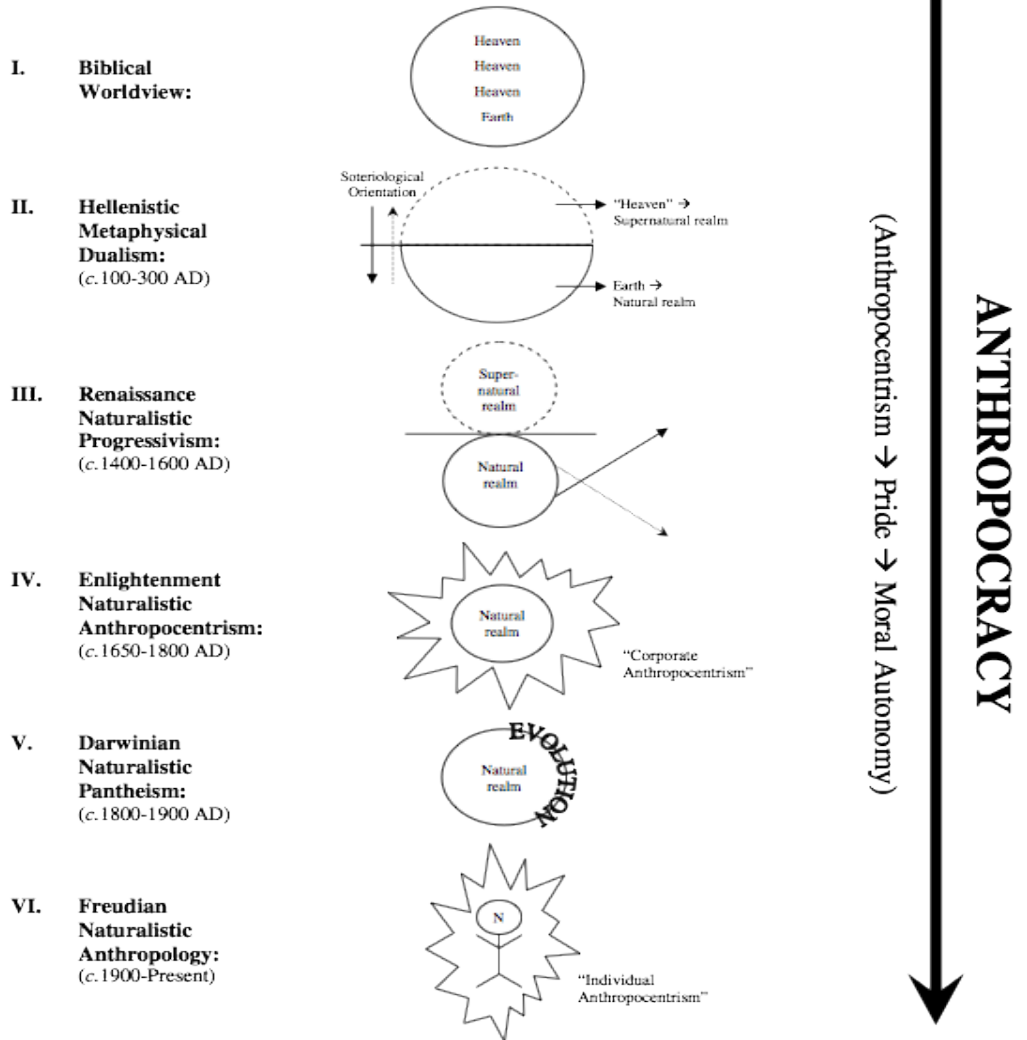 I. Biblical
Worldview:
Heaven
Heaven
Heaven
Earth
II. Hellenistic
Metaphysical
Dualism:
(c.100-300 AD)
Soteriological
Orientation
“Heaven” →
Supernatural realm
Earth →
Natural realm
III. Renaissance
Naturalistic
Progressivism:
(c.1400-1600 AD)
Super-
natural
realm
Natural
realm
IV. Enlightenment
Naturalistic
Anthropocentrism:
(c.1650-1800 AD)
Natural
realm
“Corporate
Anthropocentrism”
V. Darwinian
Naturalistic
Pantheism:
(c.1800-1900 AD)
Natural
realm
EVOLUTION
VI. Freudian
Naturalistic
Anthropology:
(c.1900-Present)
N
“Individual
Anthropocentrism”
(Anthropocentrism → Pride → Moral Autonomy)
ANTHROPOCRACY